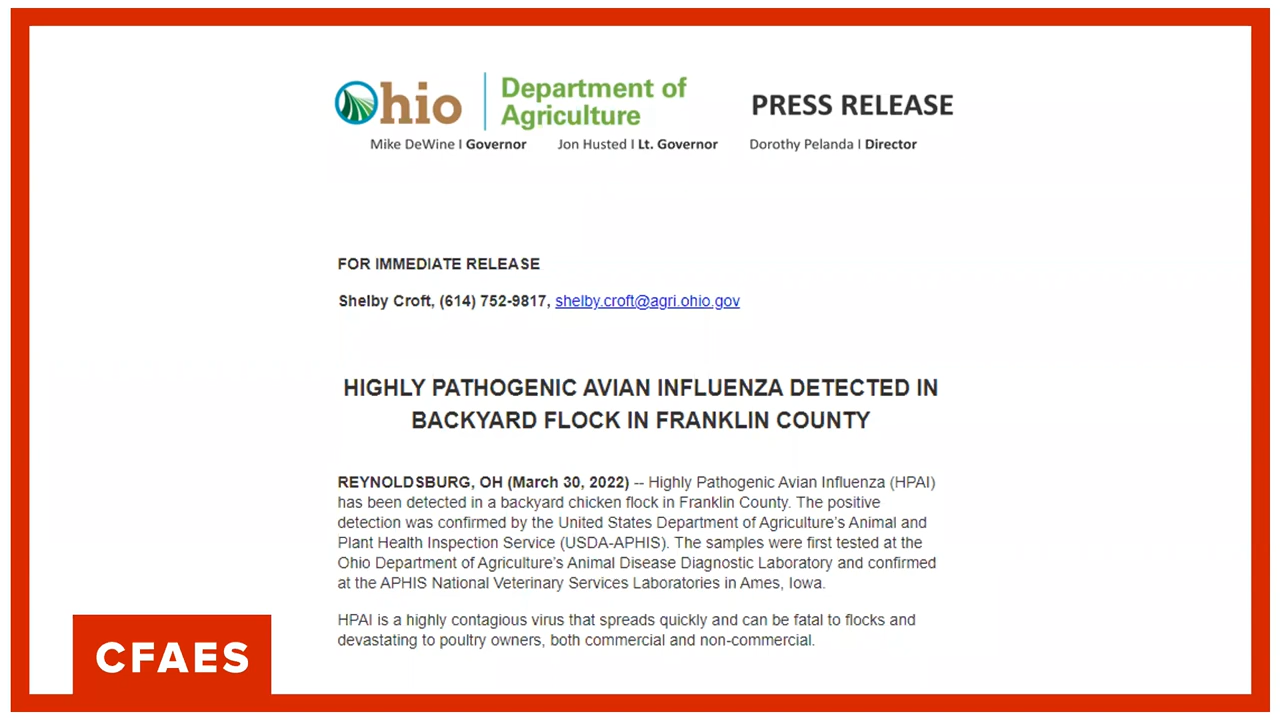 Ohio
Department of
Agriculture
PRESS RELEASE
Mike DeWine I Governor Jon Husted I Lt. Governor Dorothy Pelanda I Director
FOR IMMEDIATE RELEASE
Shelby Croft, (614) 752-9817, shelby.croft@agri.ohio.gov
HIGHLY PATHOGENIC AVIAN INFLUENZA DETECTED IN
BACKYARD FLOCK IN FRANKLIN COUNTY
REYNOLDSBURG, OH (March 30, 2022) -- Highly Pathogenic Avian Influenza (HPAI)
has been detected in a backyard chicken flock in Franklin County. The positive
detection was confirmed by the United States Department of Agriculture's Animal and
Plant Health Inspection Service (USDA-APHIS). The samples were first tested at the
Ohio Department of Agriculture's Animal Disease Diagnostic Laboratory and confirmed
at the APHIS National Veterinary Services Laboratories in Ames, Iowa.
HPAI is a highly contagious virus that spreads quickly and can be fatal to flocks and
devastating to poultry owners, both commercial and non-commercial.
CFAES